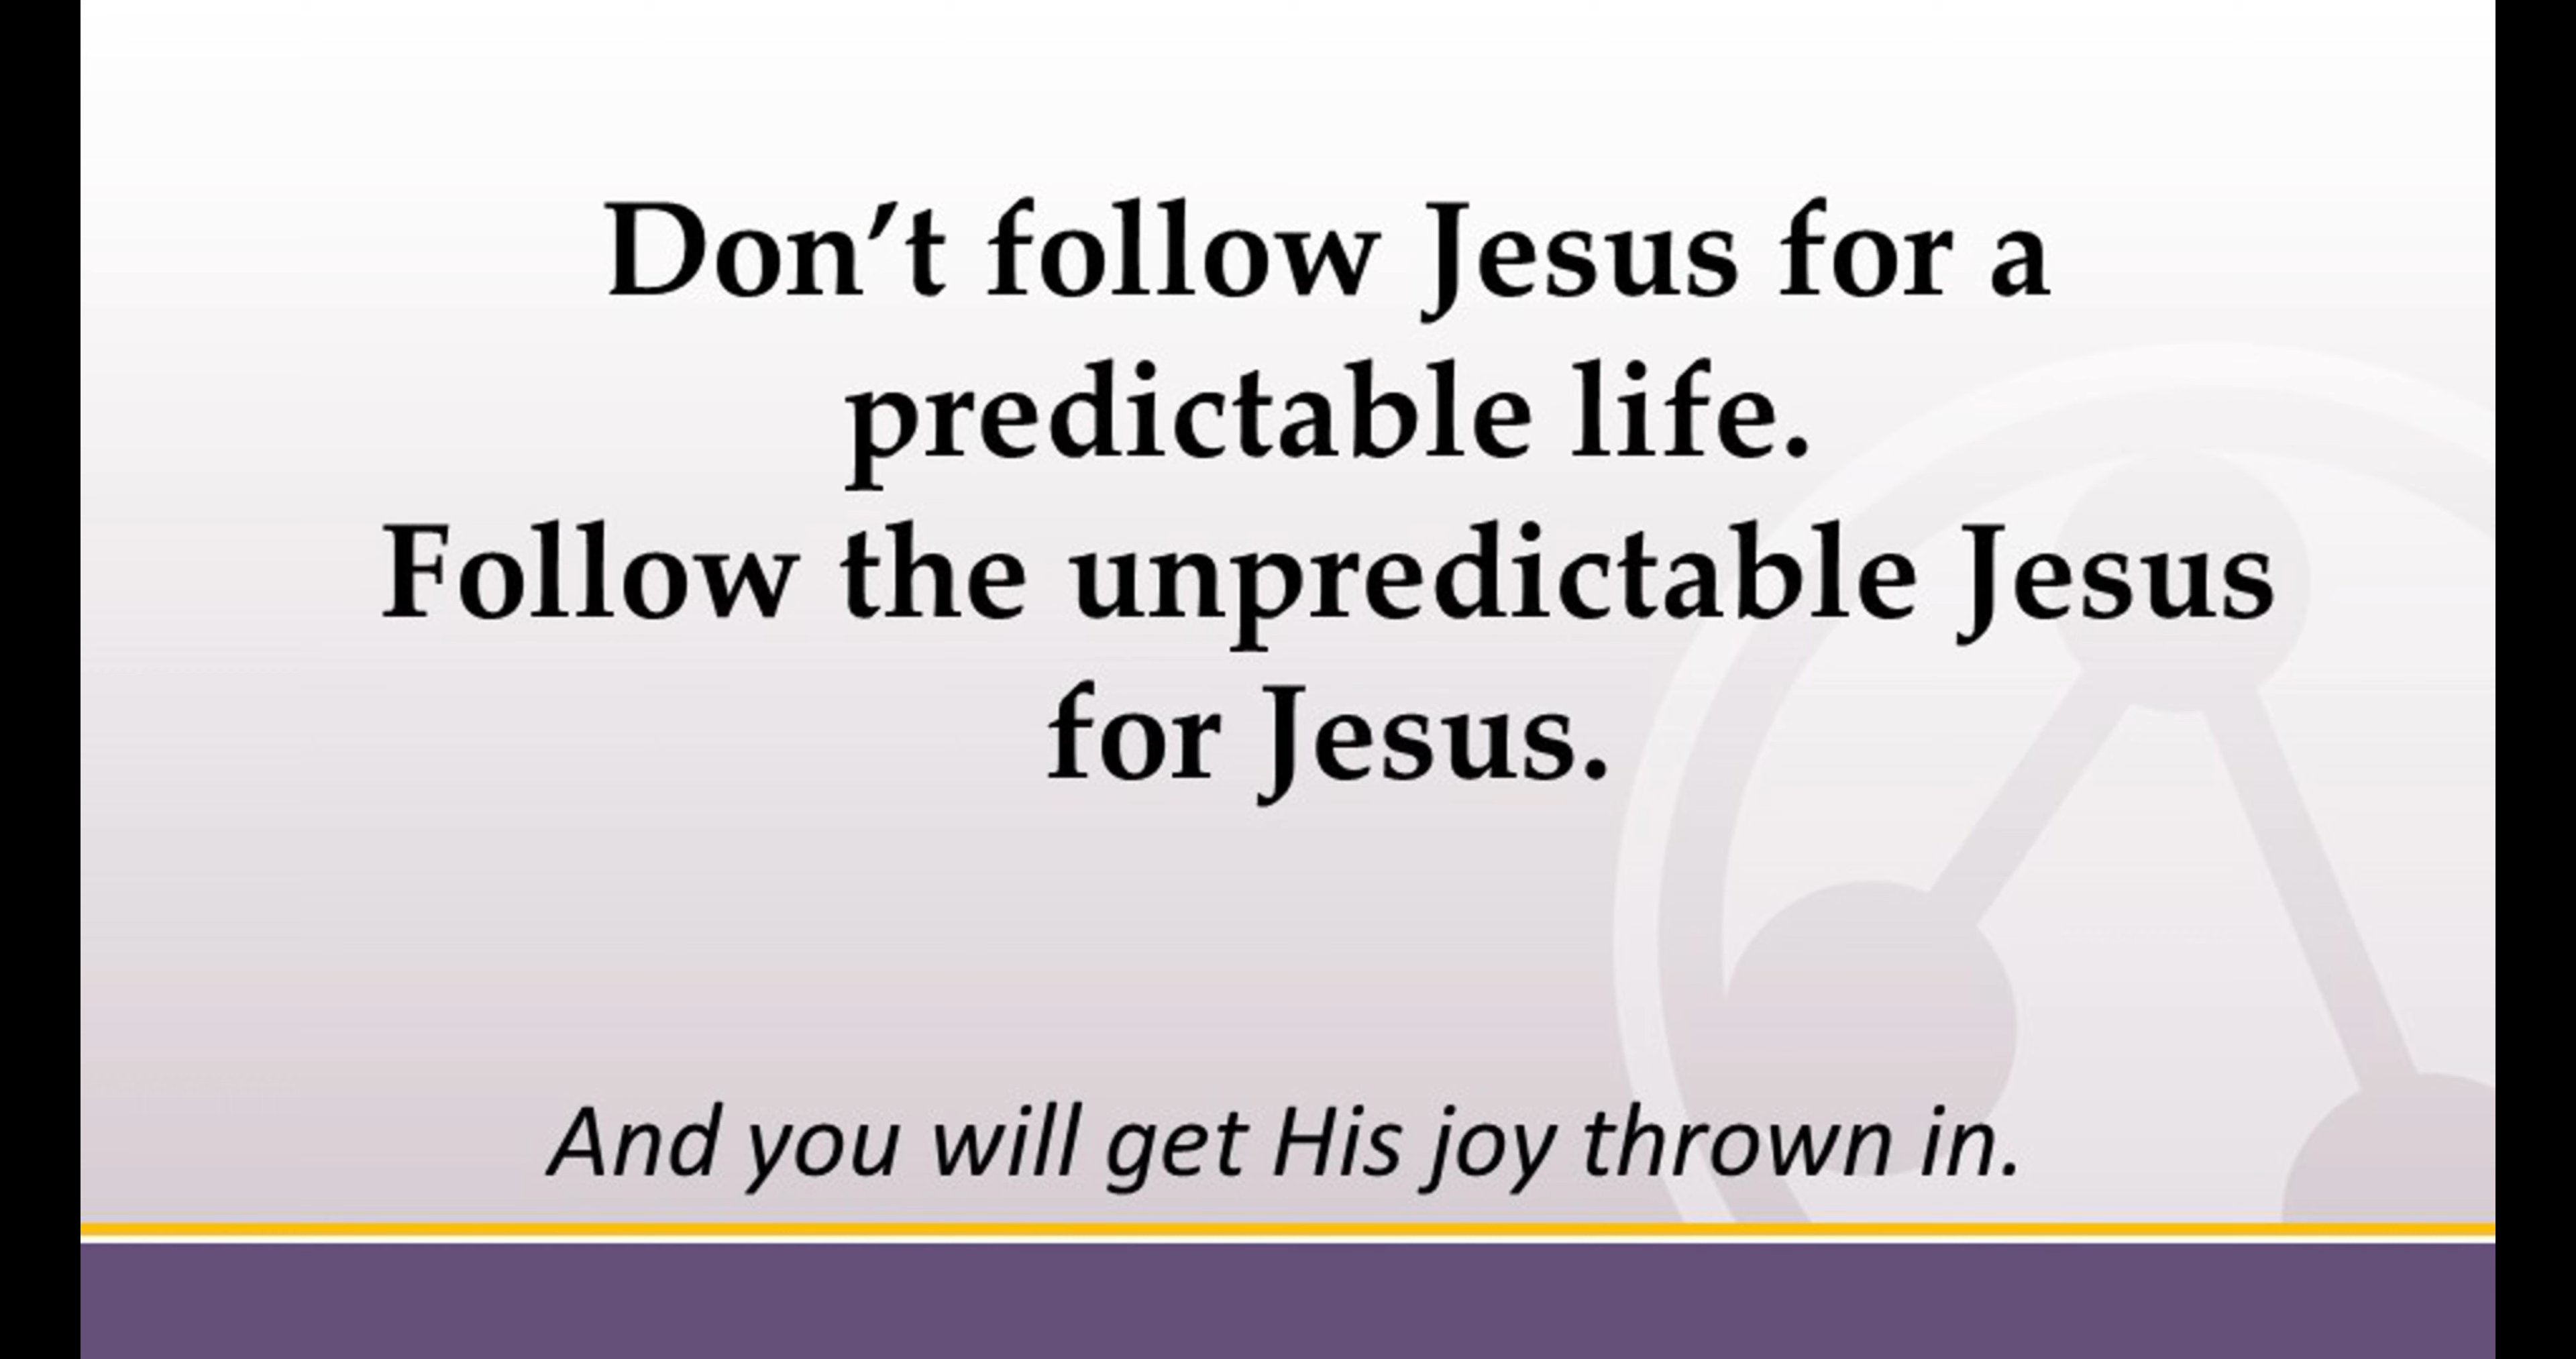 Don’t follow Jesus for a
predictable life.
Follow the unpredictable Jesus
for Jesus.
And you will get His joy thrown in.